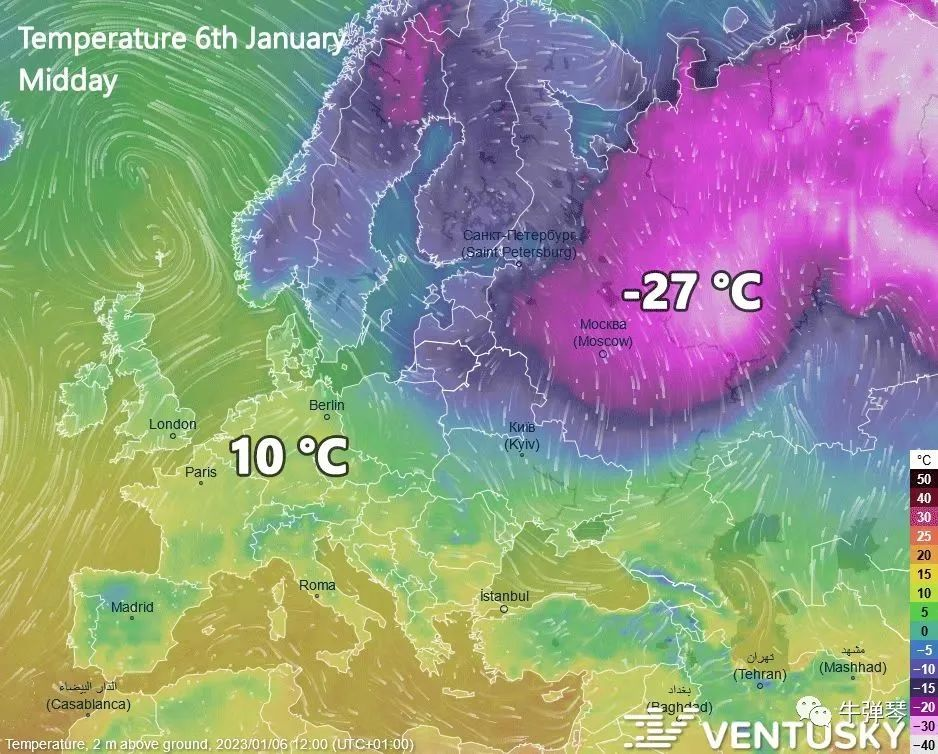 Temperature 6th January
Midday
Санкт-Петербург
(Saint Petersburg)
-27 °C
Москва
(Moscow)
Berlin
London
Київ
(Kyiv)
10 °C
Paris
°C
50
40
30
25
20
15
10
5
0
−5
−10
−15
−20
−30
−40
Roma
İstanbul
Madrid
تهران
(Tehran)
مشهد
(Mashhad)
الدار البيضاء
(Casablanca)
بغداد
(Baghdad)
牛弹琴
VENTUSKY
Temperature, 2 m above ground, 2023/01/06 12:00 (UTC+01:00)